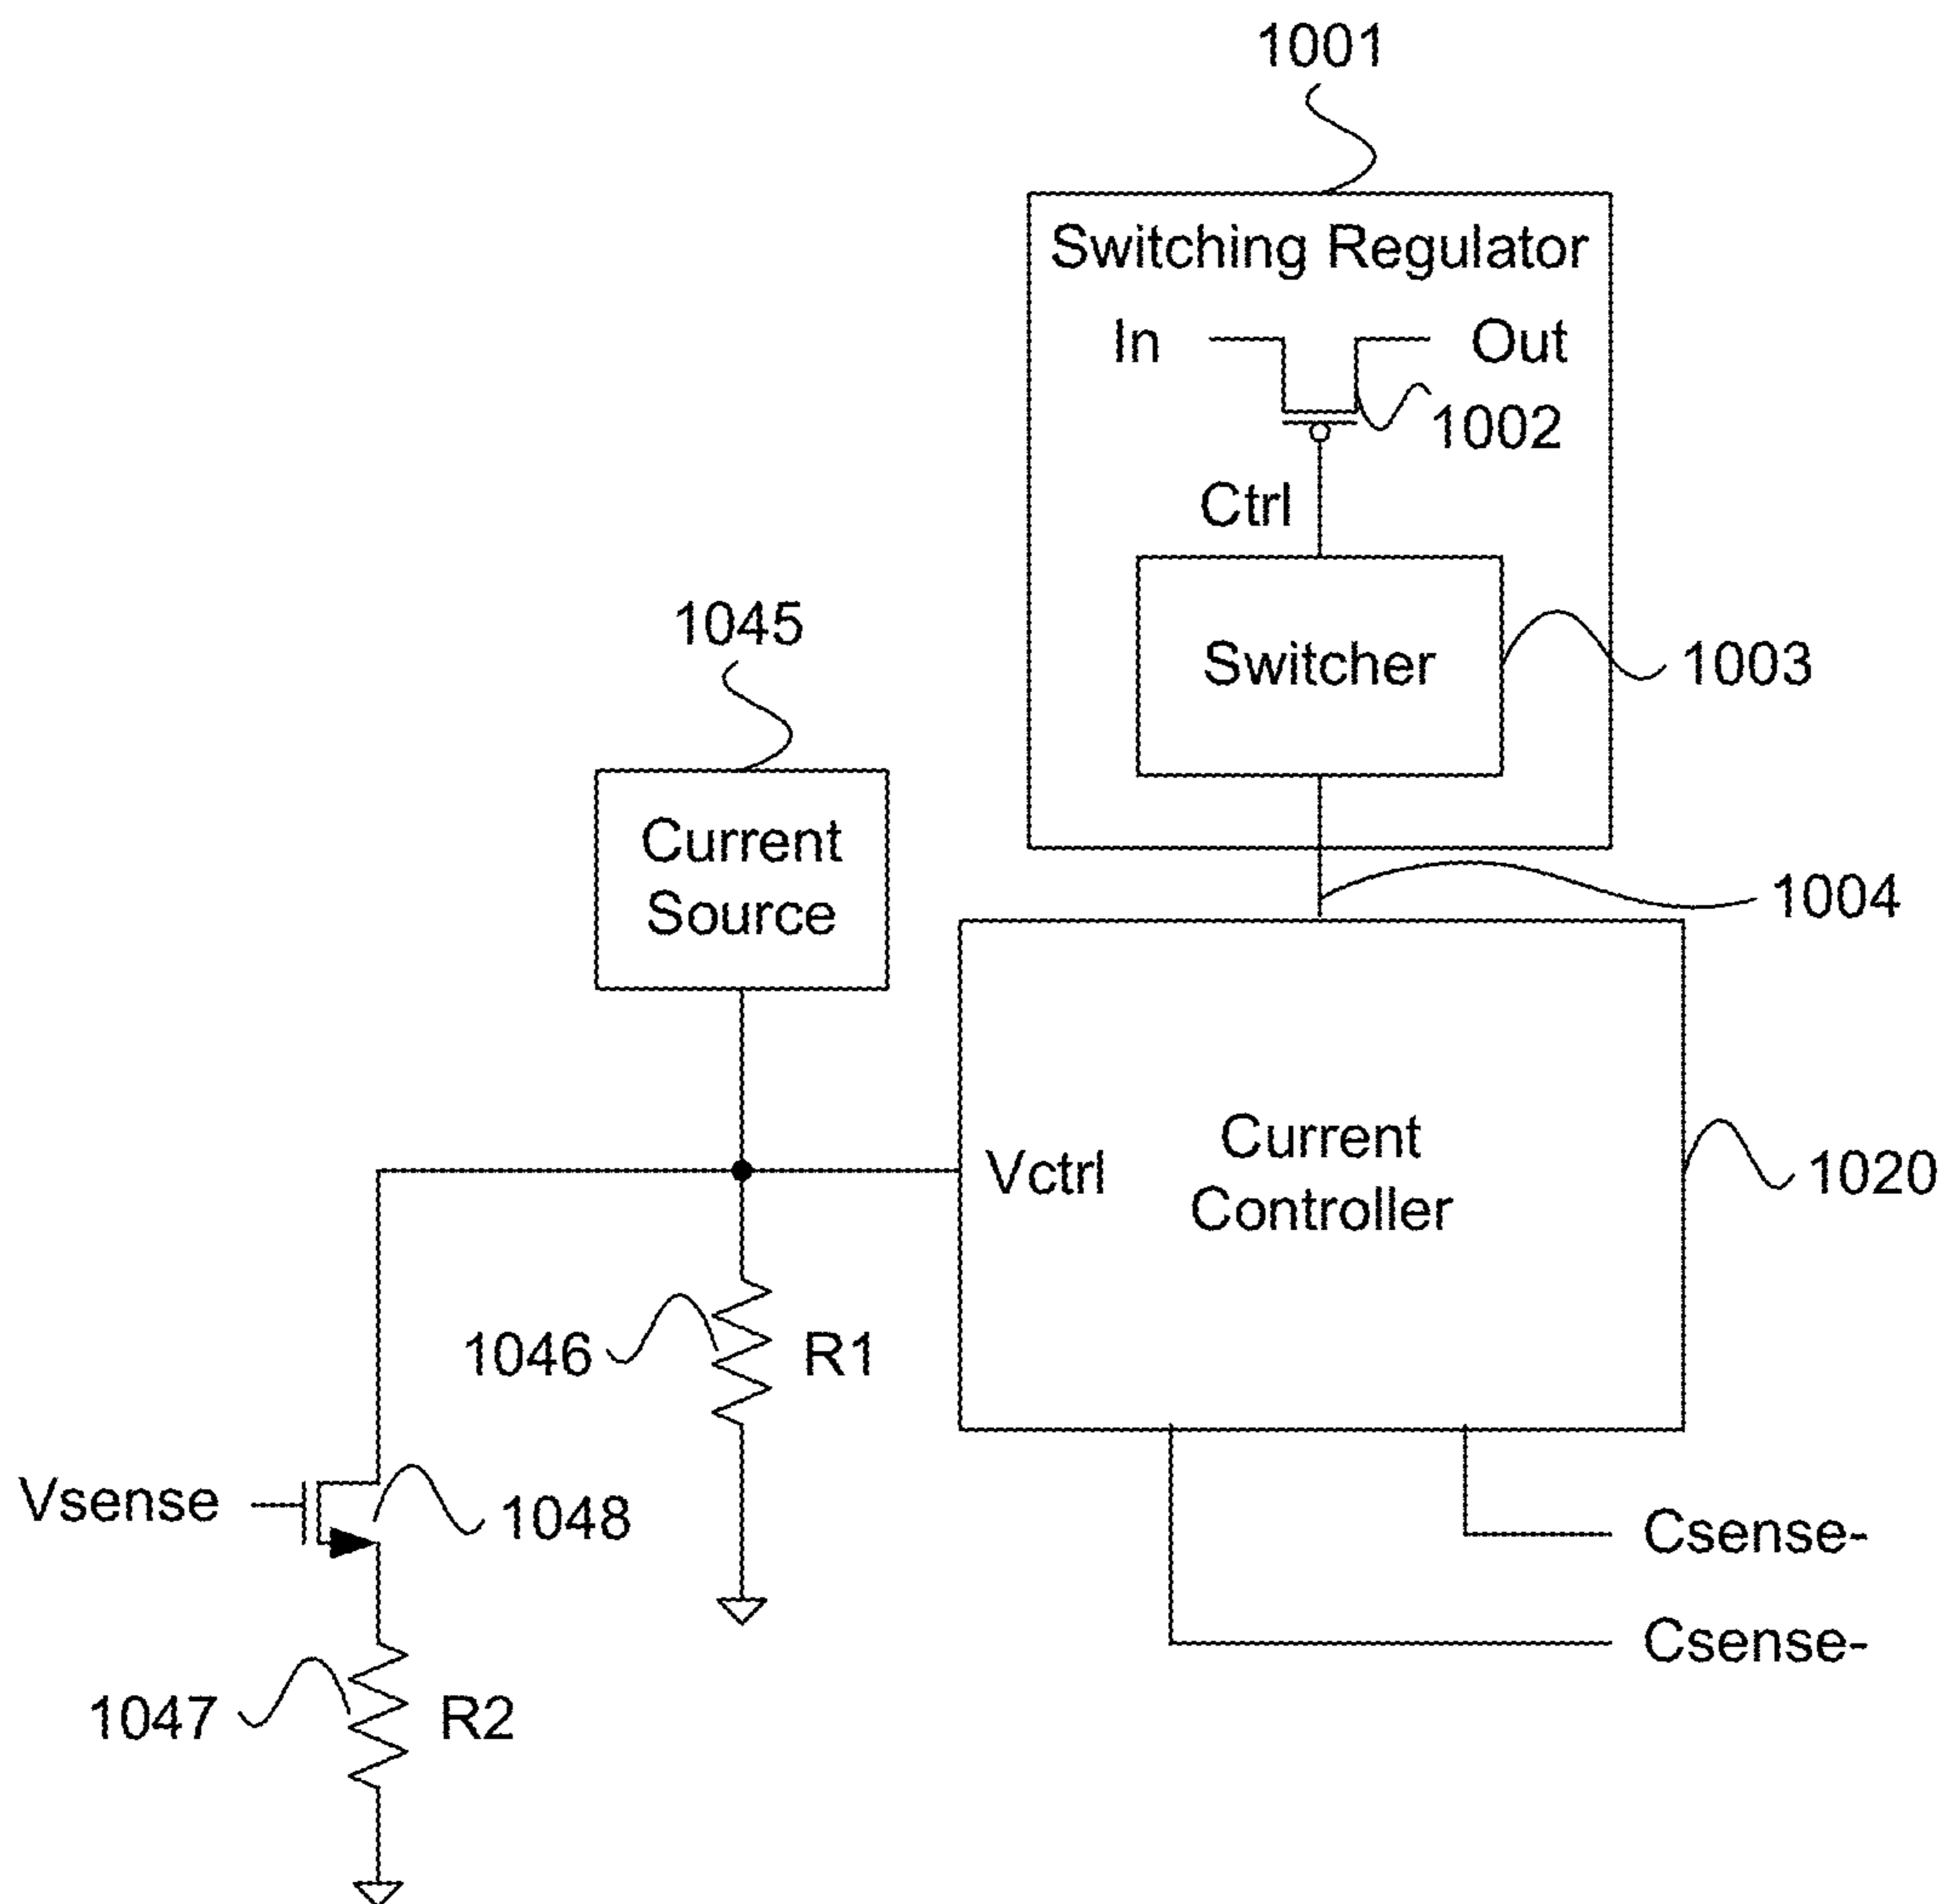 1001
Switching Regulator
In
Out
1002
Ctrl
Switcher
1003
1045
Current
Source
1004
Vctrl
Current
Controller
1020
1046
R1
Vsense
1048
Csense-
Csense-
1047
R2